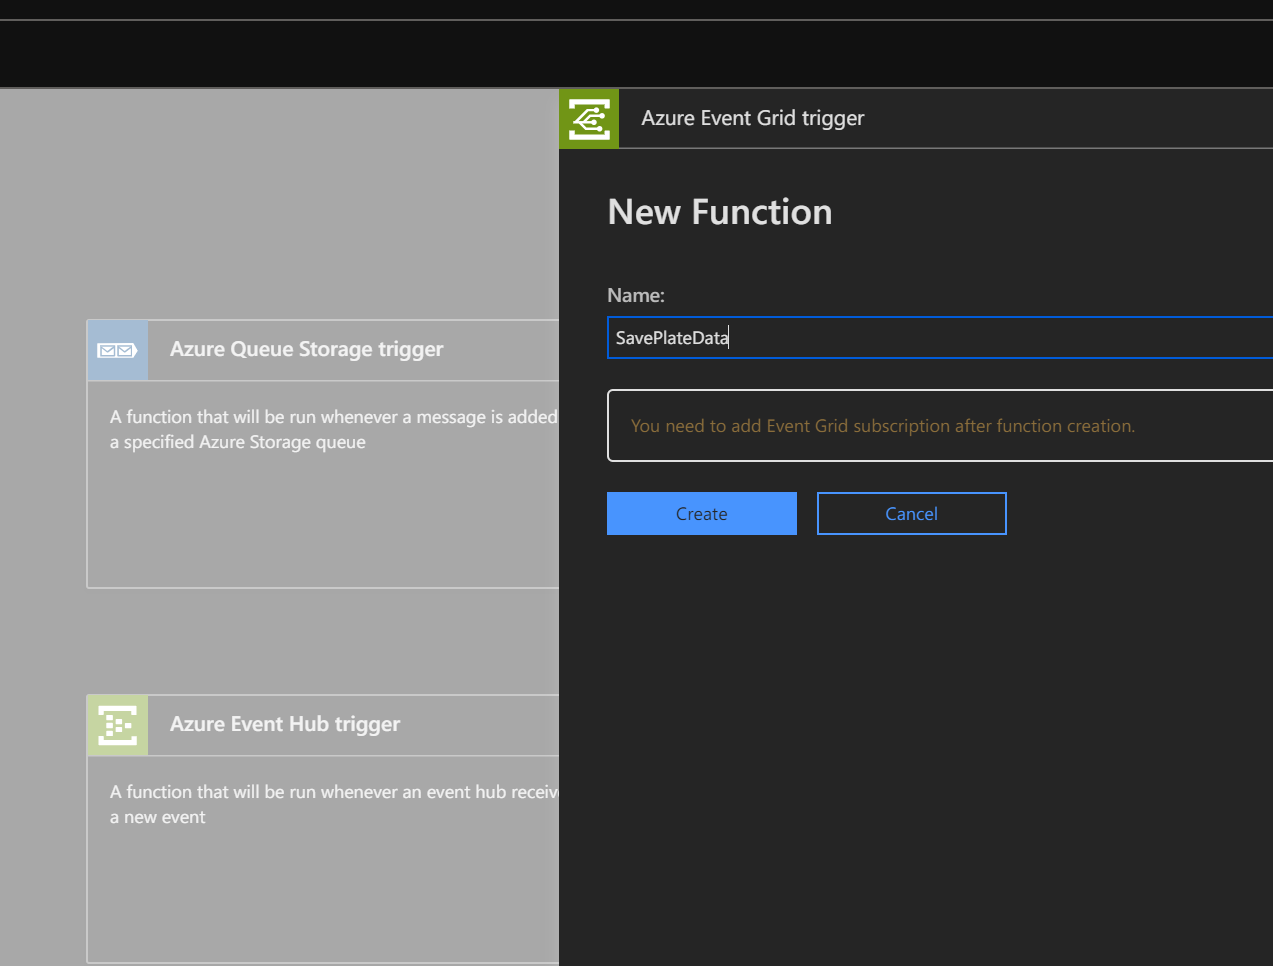 Azure Event Grid trigger
New Function
Name:
SavePlateData
You need to add Event Grid subscription after function creation.
Create
Cancel
Azure Queue Storage trigger
A function that will be run whenever a message is added
a specified Azure Storage queue
Azure Event Hub trigger
A function that will be run whenever an event hub receiv
a new event